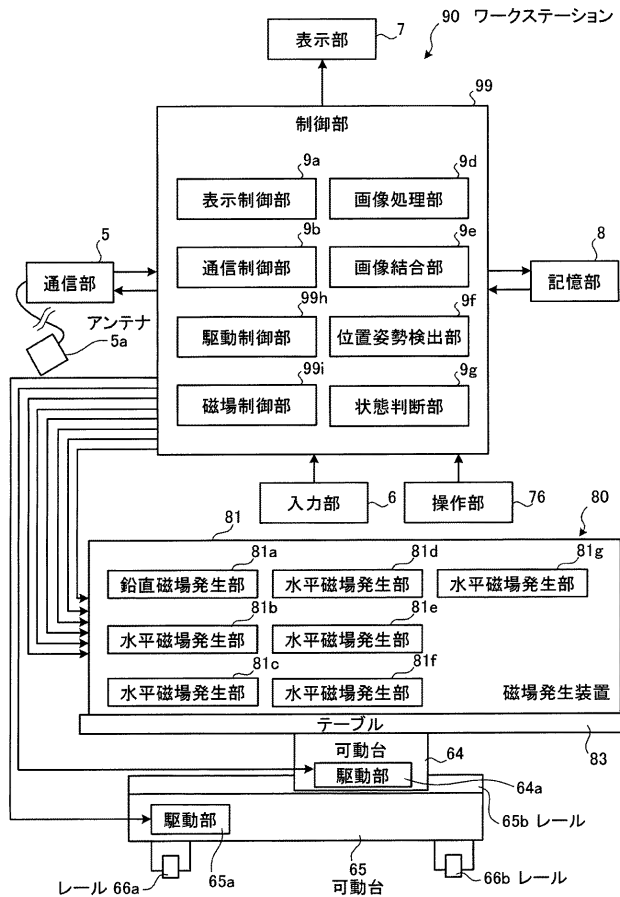 90 ワークステーション
表示部
7
99
制御部
9a
9d
表示制御部
画像処理部
9b
9e
通信制御部
画像結合部
5
8
通信部
記憶部
99h
9f
駆動制御部
位置姿勢検出部
アンテナ
5a
99i
9g
磁場制御部
状態判断部
入力部
6
操作部
76
81
80
81a
81d
81g
鉛直磁場発生部
水平磁場発生部
水平磁場発生部
81b
81e
水平磁場発生部
水平磁場発生部
81c
81f
水平磁場発生部
水平磁場発生部
磁場発生装置
テーブル
83
可動台
64
駆動部
64a
65b レール
駆動部
65a
65
可動台
レール 66a
66b レール